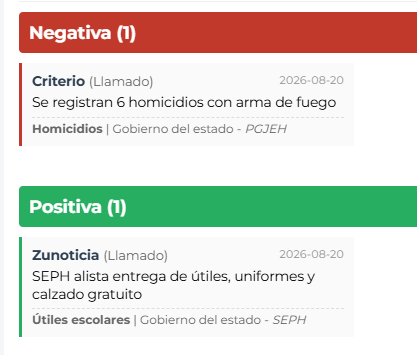 Negativa (1)
Criterio (Llamado) 2026-08-20
Se registran 6 homicidios con arma de fuego
Homicidios | Gobierno del estado - PGJEH
Positiva (1)
Zunoticia (Llamado) 2026-08-20
SEPH alista entrega de útiles, uniformes y
calzado gratuito
Útiles escolares | Gobierno del estado - SEPH